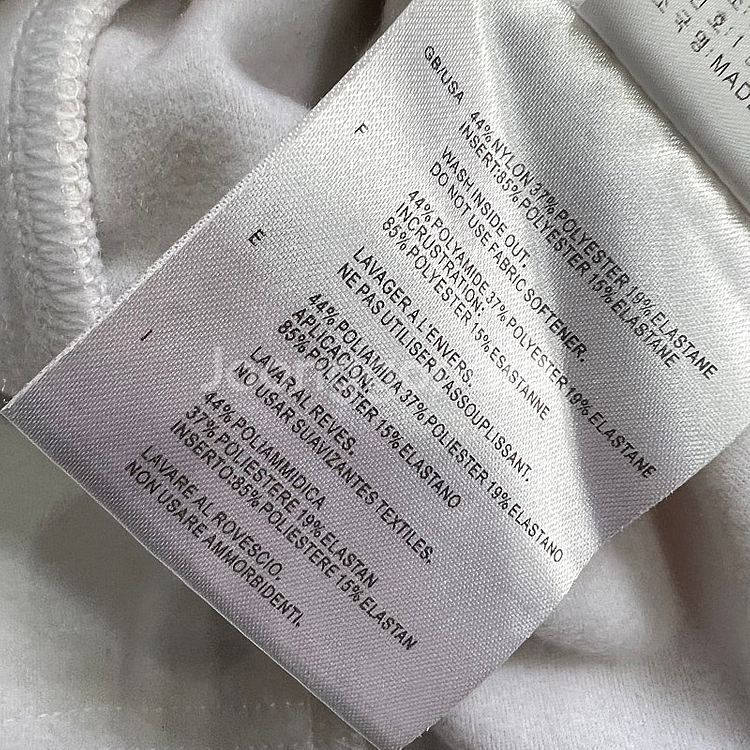 GB/USA
44% NYLON 37% POLYESTER 19% ELASTANE
INSERT:85% POLYESTER 15% ELASTANE
WASH INSIDE OUT.
DO NOT USE FABRIC SOFTENER.
F
44% POLYAMIDE 37% POLYESTER 19% ELASTANE
INCRUSTRATION:
85% POLYESTER 15% ESASTANNE
LAVAGER A L'ENVERS.
NE PAS UTILISER D'ASSOUPLISSANT.
E
44% POLIAMIDA 37% POLIESTER 19% ELASTANO
APLICACION:
85% POLIESTER 15% ELASTANO
LAVAR AL REVES.
NO USAR SUAVIZANTES TEXTILES.
I
44% POLIAMMIDICA
37% POLIESTERE 19% ELASTAN
INSERTO:85% POLIESTERE 15% ELASTAN
LAVARE AL ROVESCIO.
NON USARE AMMORBIDENTI.
MAD